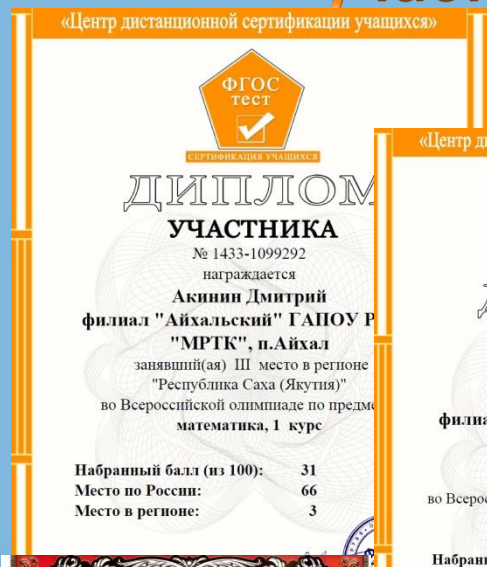 «Центр дистанционной сертификации учащихся»
ФГОС
тест
СЕРТИФИКАЦИЯ УЧАЩИХСЯ
ДИПЛОМ
УЧАСТНИКА
№ 1433-1099292
награждается
Акинин Дмитрий
филиал "Айхальский" ГАПОУ Р
"МРТК", п.Айхал
занявший(ая) III место в регионе
"Республика Саха (Якутия)"
во Всероссийской олимпиаде по предме
математика, 1 курс
Набранный балл (из 100): 31
Место по России: 66
Место в регионе: 3
«Центр ди
филиа
во Всерос
Набранн